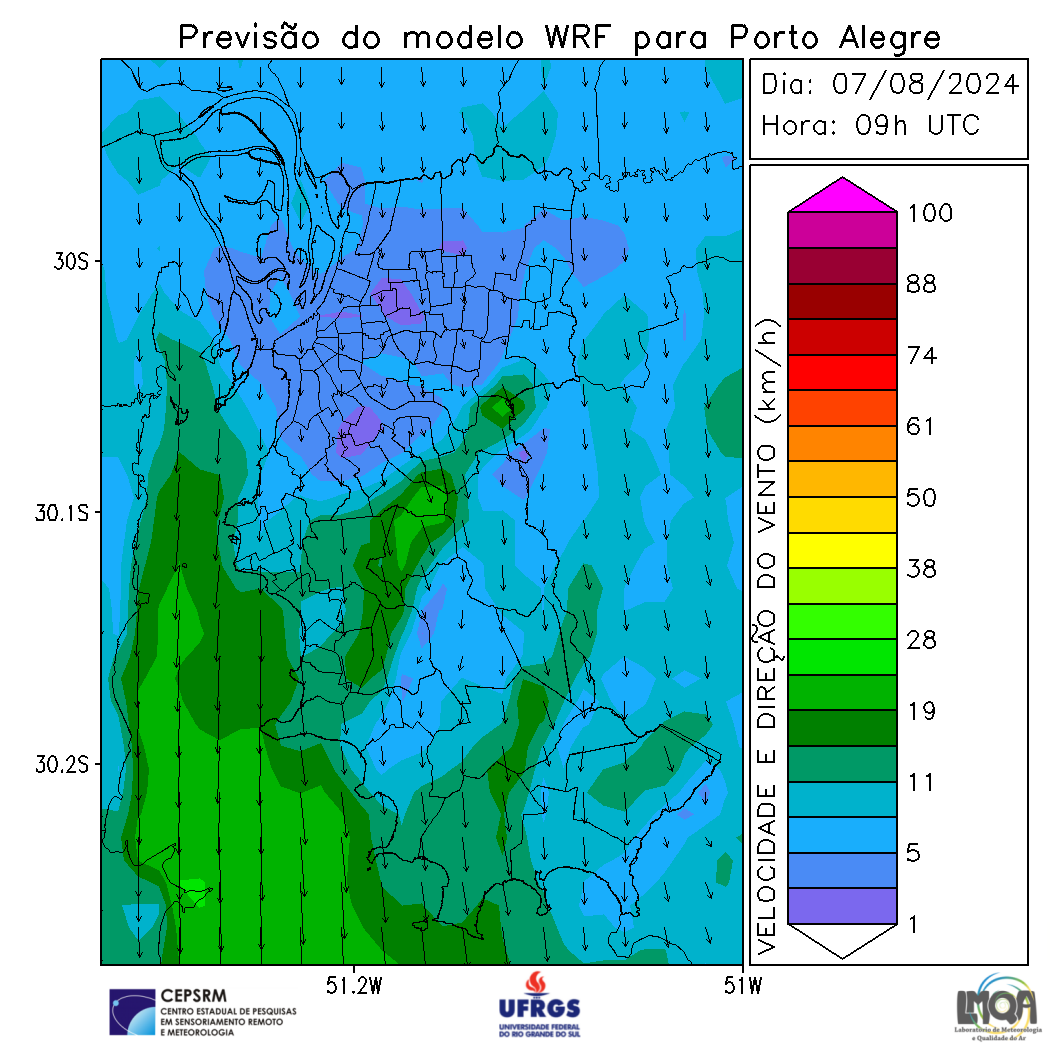 Previsão do modelo WRF para Porto Alegre
Dia: 07/08/2024
Hora: 09h UTC
30S
30.1S
30.2S
51.2W
51W
VELOCIDADE E DIREÇÃO DO VENTO (km/h)
100
88
74
61
50
38
28
19
11
5
1
CEPSRM
CENTRO ESTADUAL DE PESQUISAS
EM SENSORIAMENTO REMOTO
E METEOROLOGIA
UFRGS
UNIVERSIDADE FEDERAL
DO RIO GRANDE DO SUL
LMQA
Laboratório de Meteorologia
e Qualidade do Ar